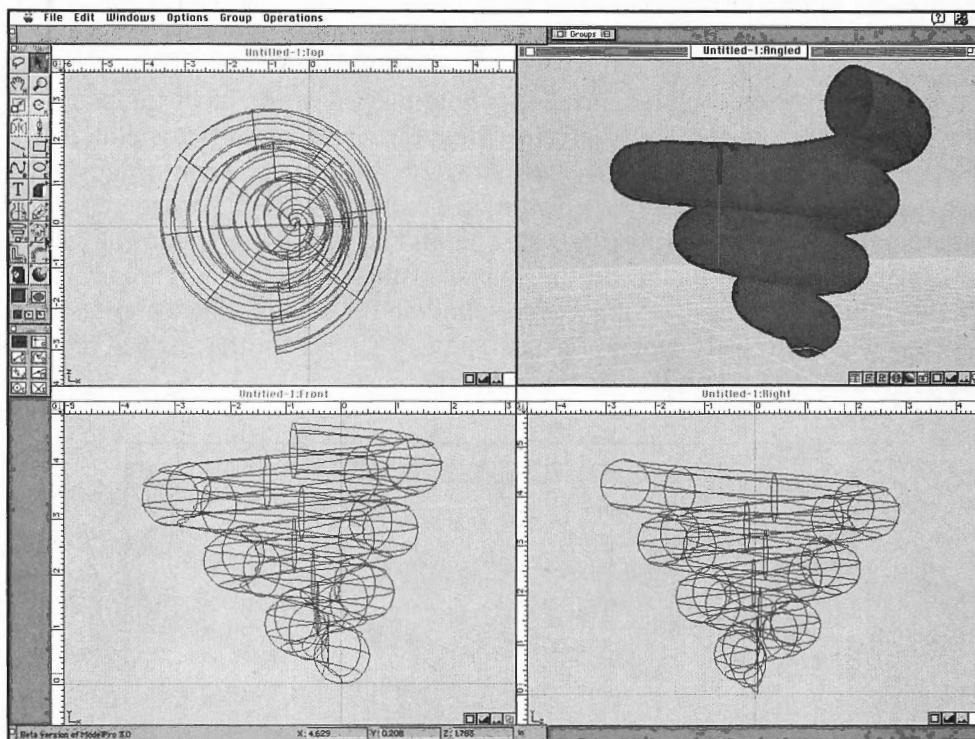 File Edit Windows Options Group Operations
Groups
Untitled-1:Top
Untitled-1:Angled
Untitled-1:Front
Untitled-1:Right
Beta version of ModelPro 3.0
X: 4.629
Y: 0.208
Z: 1.783